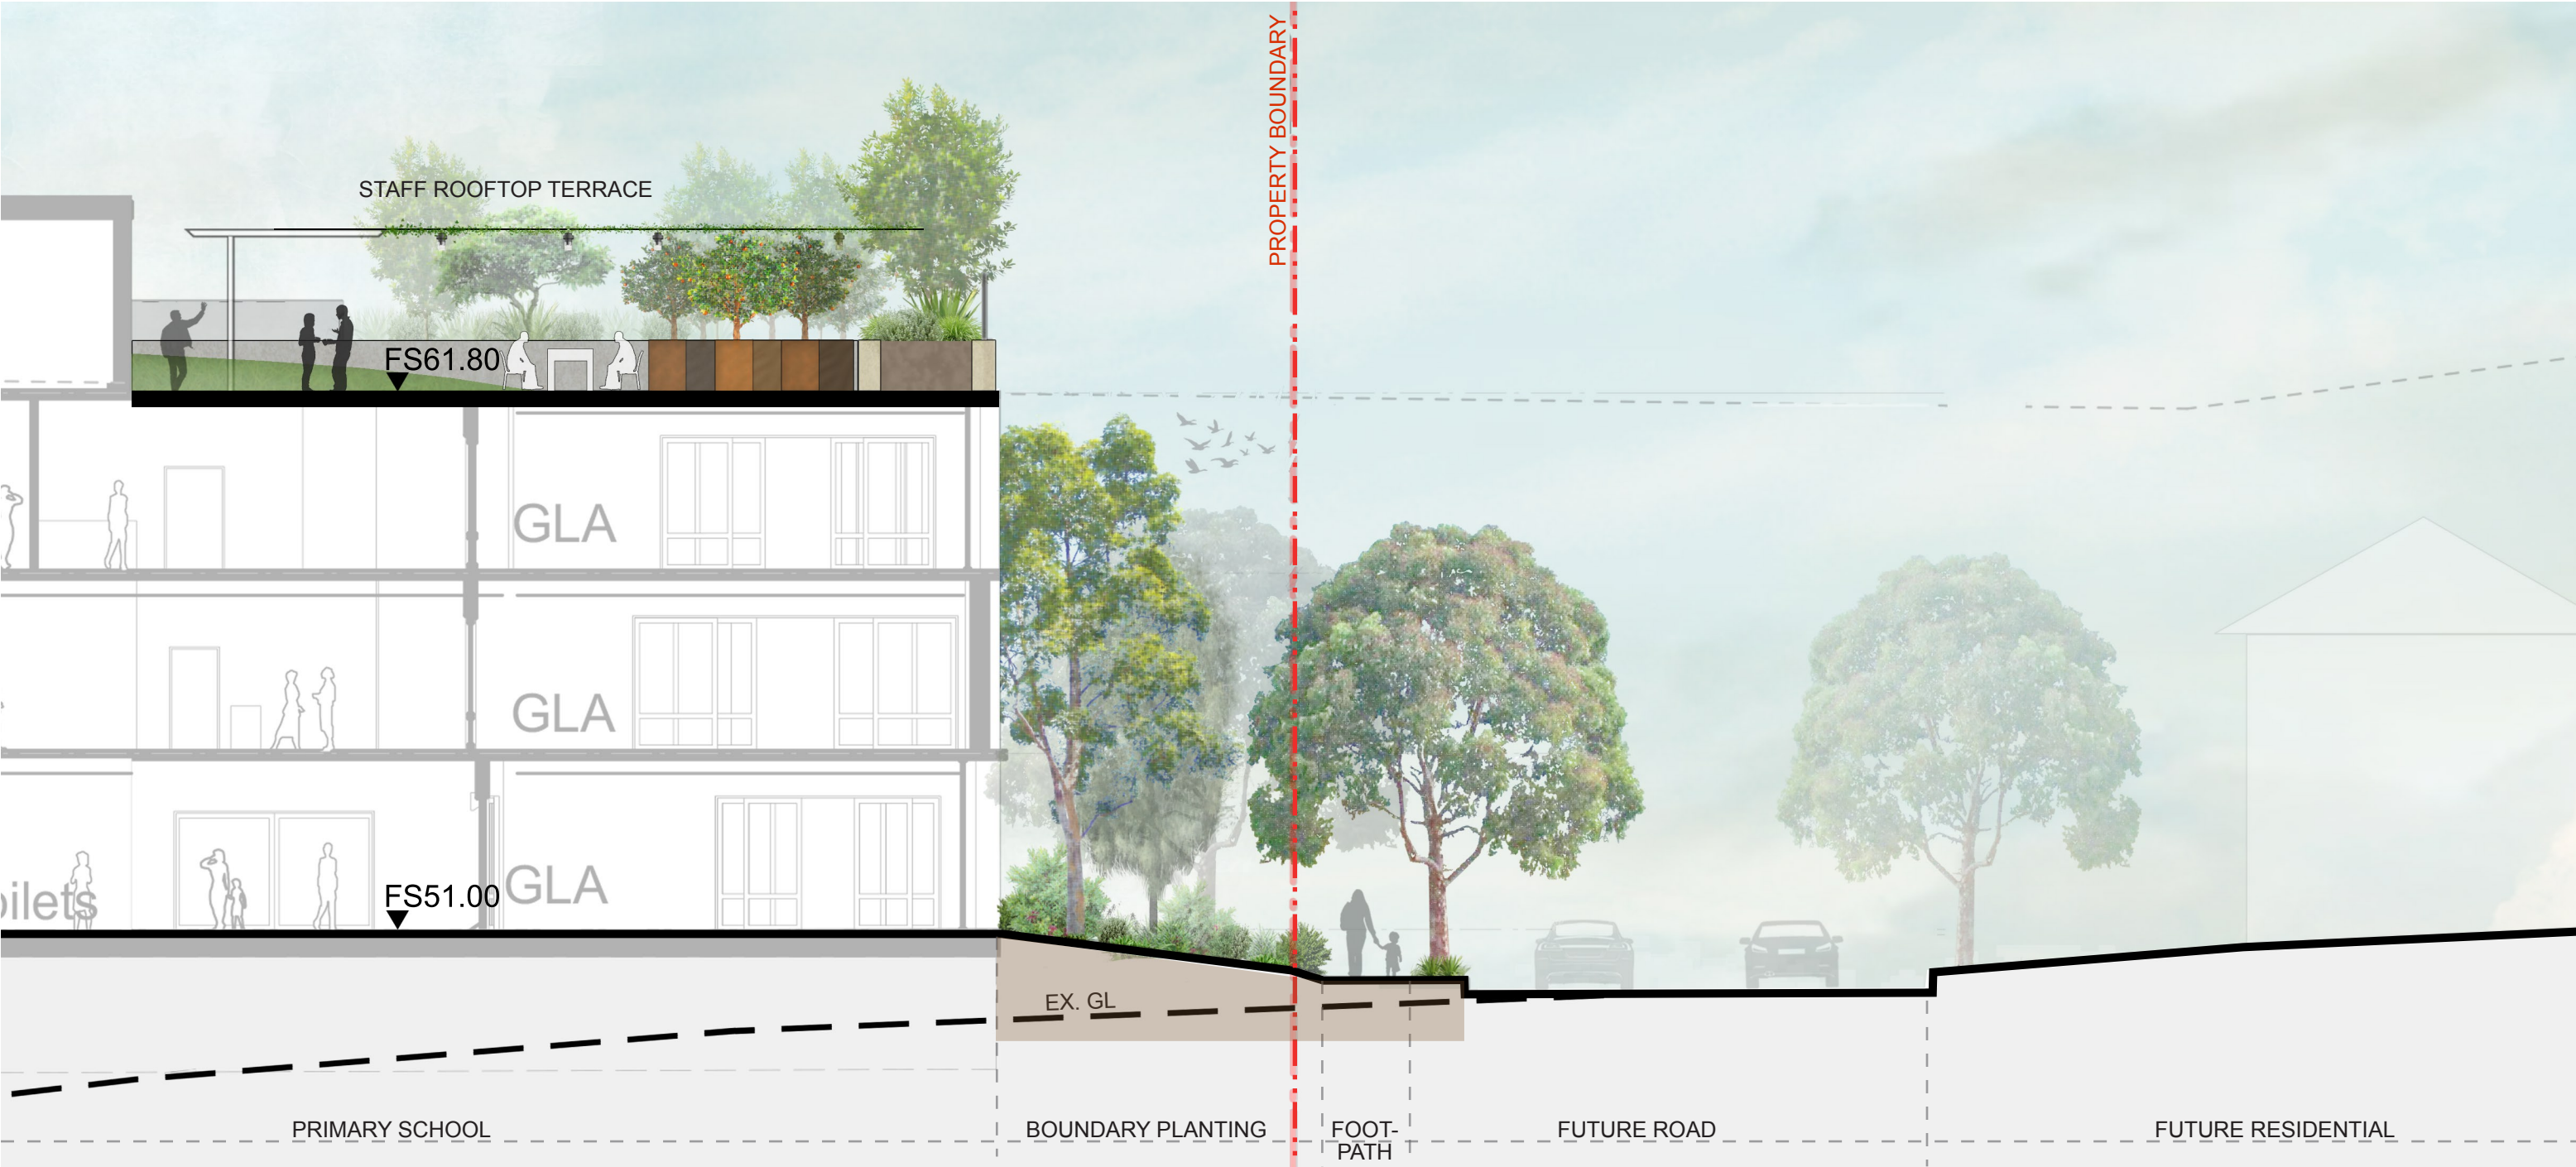 PROPERTY BOUNDARY
STAFF ROOFTOP TERRACE
FS61.80
GLA
GLA
FS51.00
GLA
oilets
EX. GL
PRIMARY SCHOOL
BOUNDARY PLANTING
FOOT-
PATH
FUTURE ROAD
FUTURE RESIDENTIAL